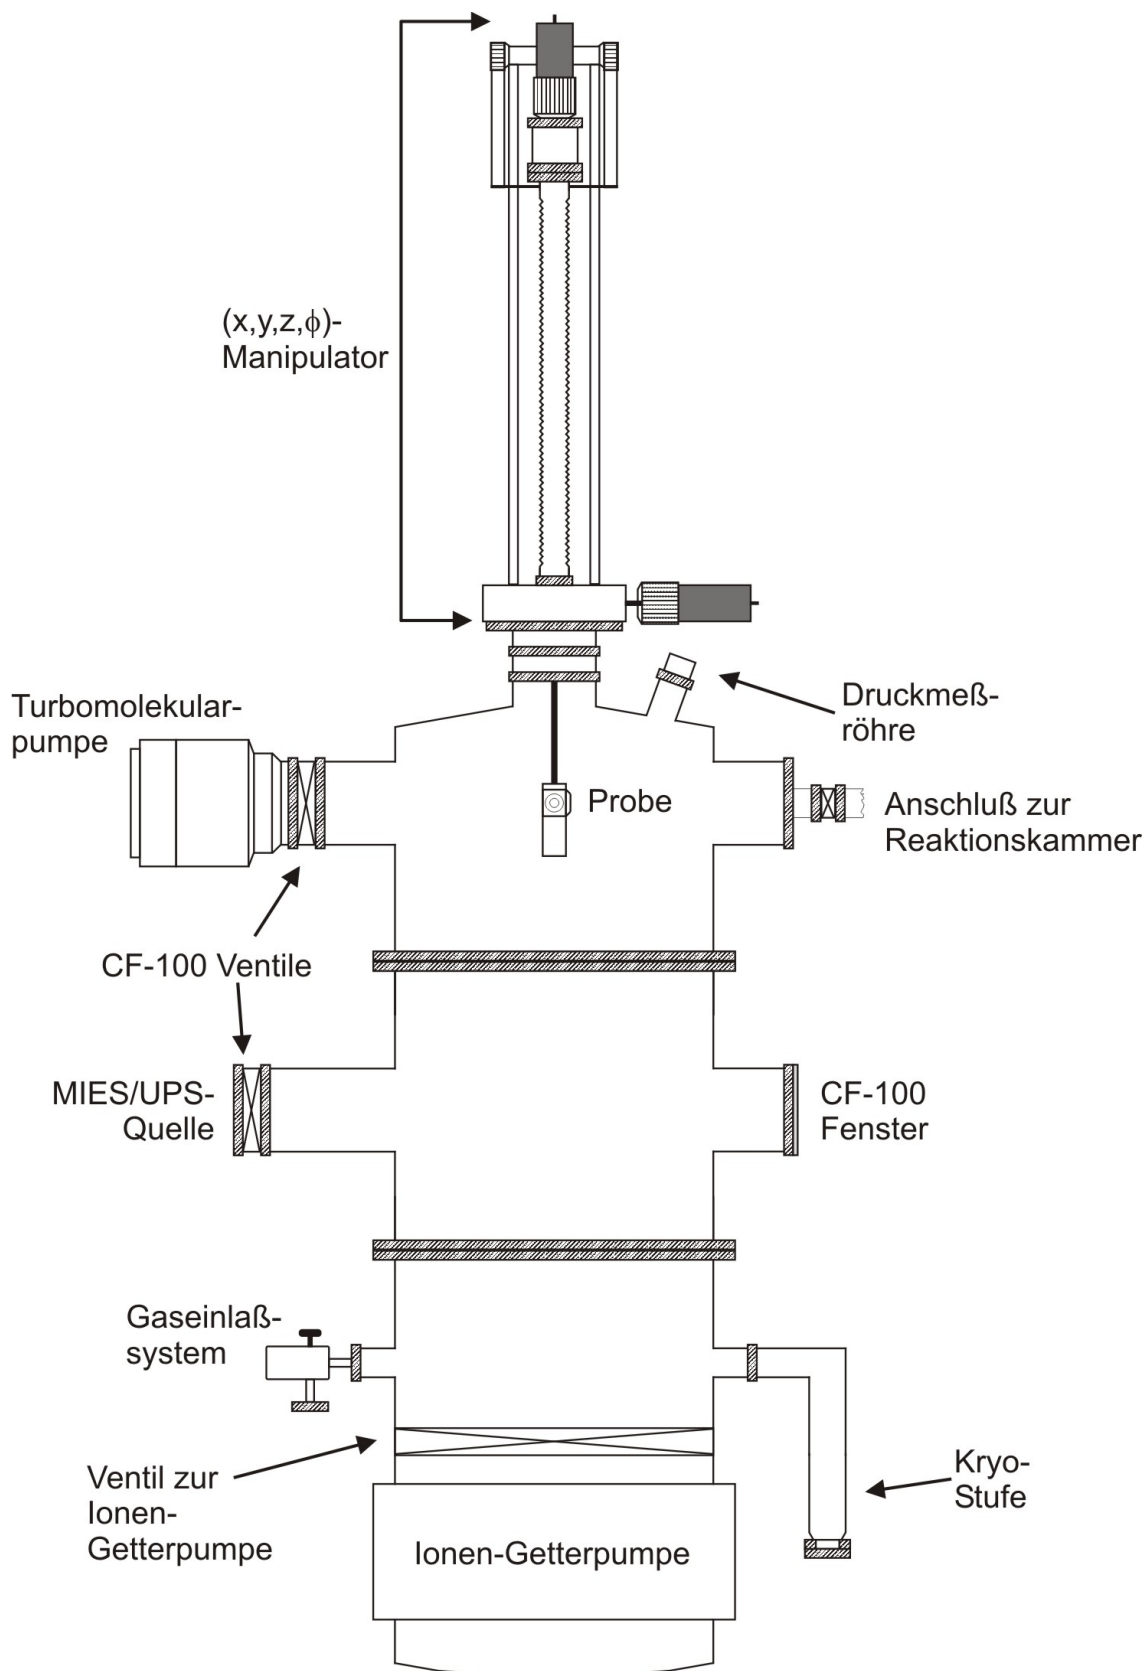 (x,y,z,ϕ)-
Manipulator
Turbomolekular-
pumpe
Druckmeß-
röhre
Probe
Anschluß zur
Reaktionskammer
CF-100 Ventile
MIES/UPS-
Quelle
CF-100
Fenster
Gaseinlaß-
system
Ventil zur
Ionen-
Getterpumpe
Kryo-
Stufe
Ionen-Getterpumpe